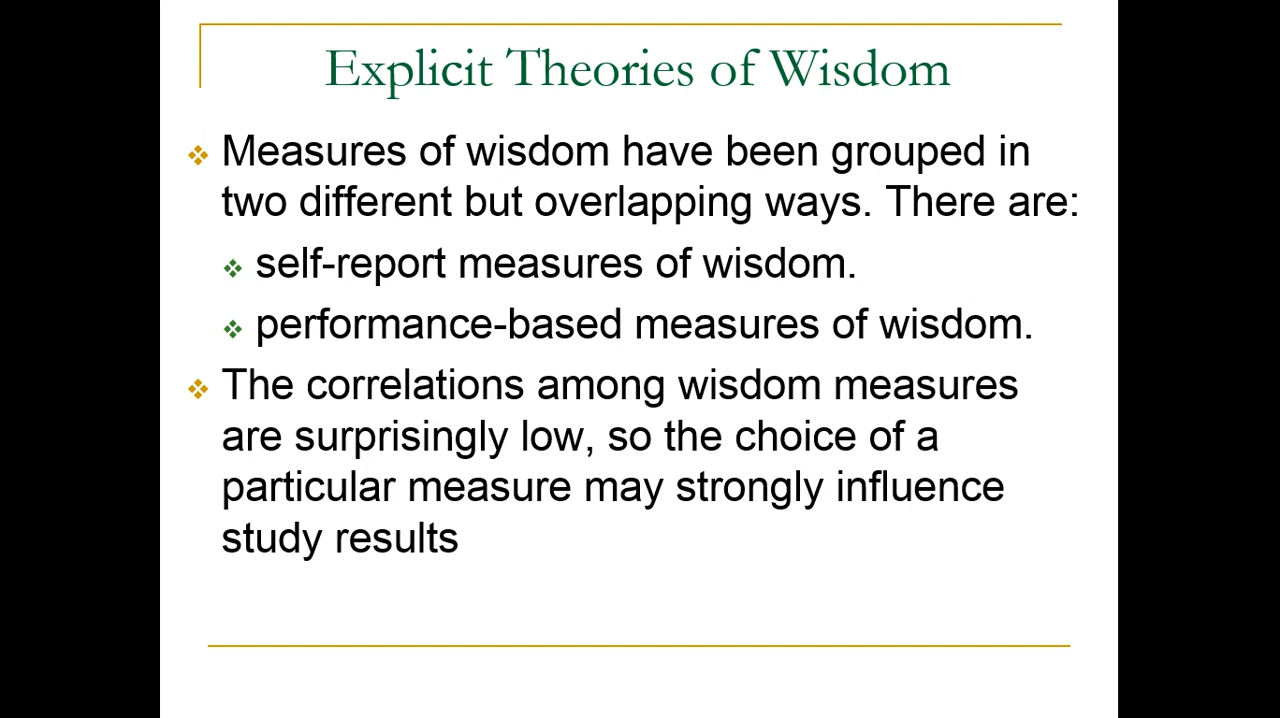 Explicit Theories of Wisdom
Measures of wisdom have been grouped in
two different but overlapping ways. There are:
self-report measures of wisdom.
performance-based measures of wisdom.
The correlations among wisdom measures
are surprisingly low, so the choice of a
particular measure may strongly influence
study results